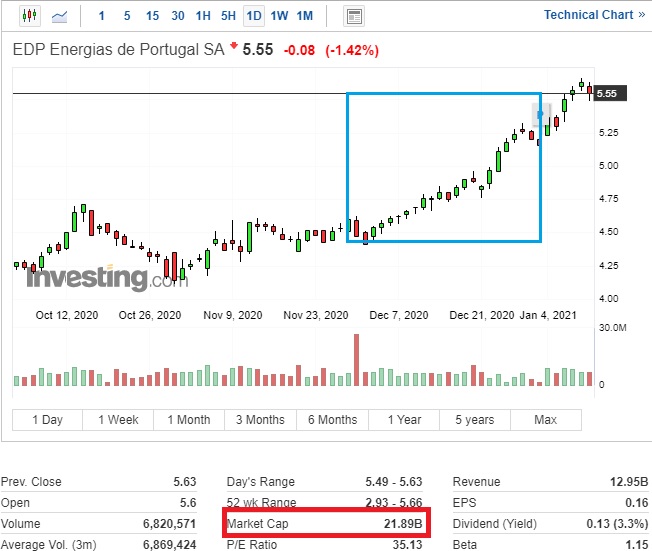 1 5 15 30 1H 5H 1D 1W 1M Technical Chart »
EDP Energias de Portugal SA 5.55 -0.08 (-1.42%)
5.55
5.25
5.00
4.75
4.50
4.25
4.00
P
Investing.com
Oct 12, 2020 Oct 26, 2020 Nov 9, 2020 Nov 23, 2020 Dec 7, 2020 Dec 21, 2020 Jan 4, 2021
30.0M
0
1 Day 1 Week 1 Month 3 Months 6 Months 1 Year 5 years Max
Prev. Close 5.63 Day's Range 5.49 - 5.63 Revenue 12.95B
Open 5.6 52 wk Range 2.93 - 5.66 EPS 0.16
Volume 6,820,571 Market Cap 21.89B Dividend (Yield) 0.13 (3.3%)
Average Vol. (3m) 6,869,424 P/E Ratio 35.13 Beta 1.15